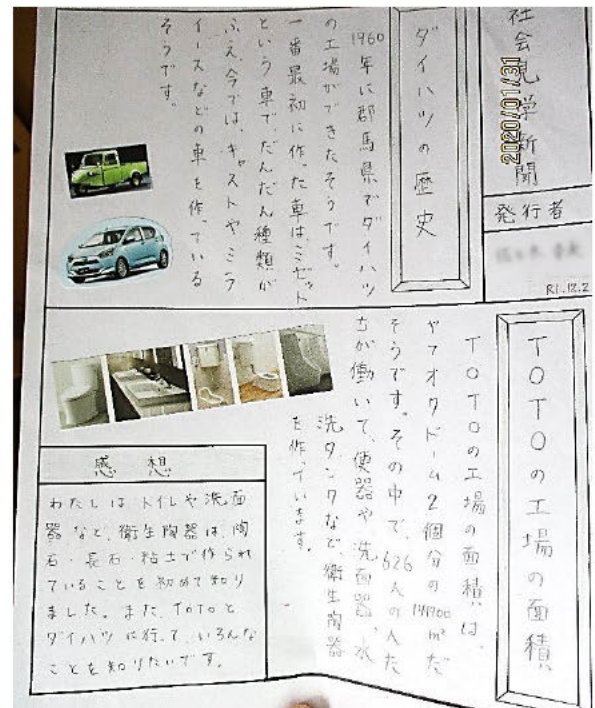 社会見学新聞
2020/01/31
発行者
R1.12.2
ダイハツの歴史
1960年に郡馬県でダイハツ
の工場ができたそうです。
一番最初に作った車は、ミゼット
という車で、だんだん種類が
ふえ、今ではキャストやミラ
イースなどの車を作っている
そうです。
TOTOの工場の面積
TOTOの工場の面積は、
ヤフオクドーム2個分の141900m²だ
そうです。その中で、626人の人た
ちが働いて、便器や洗面器、水
洗タンクなど、衛生陶器
を作っています。
感想
わたしは、トイレや洗面
器など、衛生陶器は、陶
石・長石・粘土で作られ
ていることを初めて知り
ました。また、TOTOと
ダイハツに行って、いろんな
ことを知りたいです。